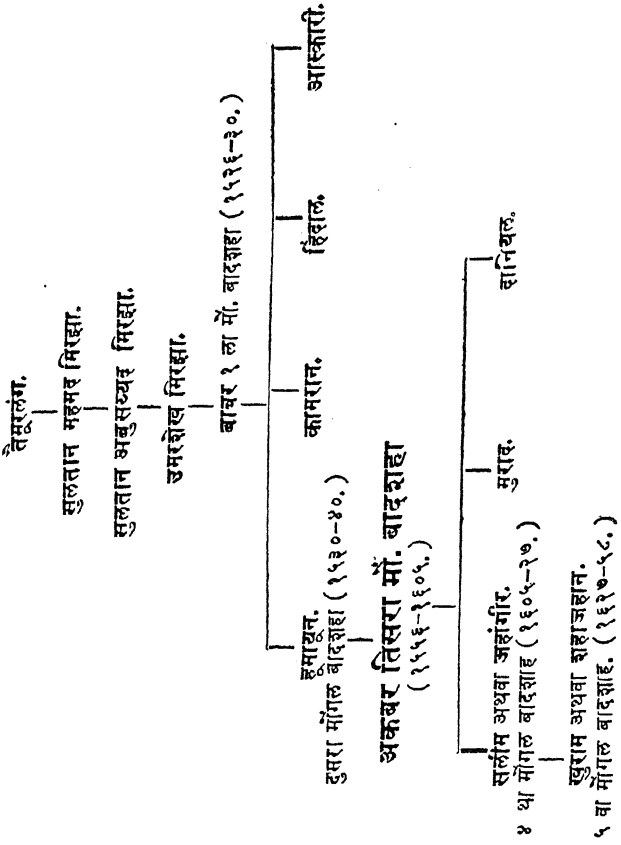 तैमूरलंग.
सुलतान महमद मिरझा.
सुलतान अबुसय्यद मिरझा.
उमरशेख मिरझा.
बाबर १ ला मों. बादशहा (१५२६-३०.)
हुमायून.
दुसरा मोंगल बादशहा (१५३०-४०.)
कामरान.
हिंदाल.
आस्कारी.
अकबर तिसरा मों. बादशहा
(१५५६-१६०५.)
सलीम अथवा जहांगीर.
४ था मोंगल बादशाह (१६०५-२७.)
मुराद.
दानियल.
खुराम अथवा शहाजहान.
५ वा मोंगल बादशाह. (१६२७-५८.)